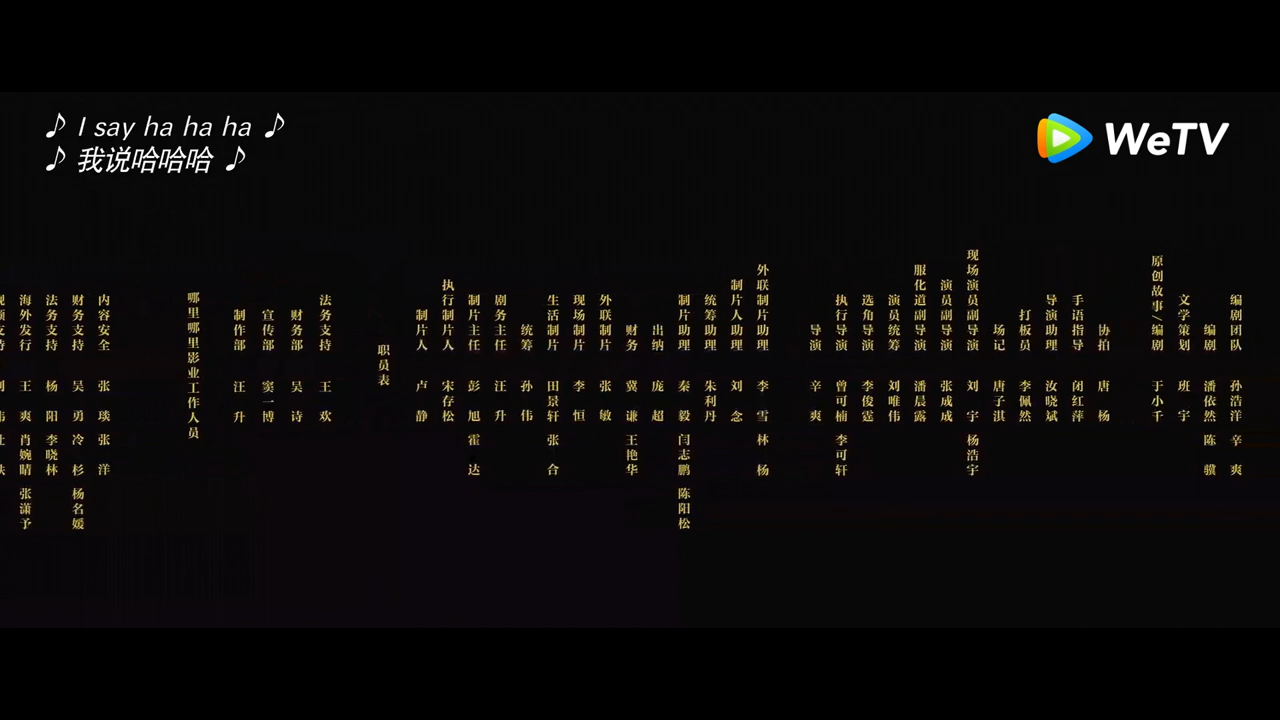 ♪ I say ha ha ha ♪
♪ 我说哈哈哈 ♪
WeTV
海外发行 王爽 肖婉晴 张潇予
法务支持 杨阳 李晓林
财务支持 吴勇 冷杉 杨名媛
内容安全 张琰 张洋
哪里哪里影业工作人员
制作部 汪升
宣传部 窦一博
财务部 吴诗
法务支持 王欢
职员表
制片人 卢静
执行制片人 宋存松
制片主任 彭旭 霍达
剧务主任 汪升
统筹 孙伟
生活制片 田景轩 张合
现场制片 李恒
外联制片 张敏
财务 冀谦 王艳华
出纳 庞超
制片助理 秦毅 闫志鹏 陈阳松
统筹助理 朱利丹
制片人助理 刘念
外联制片助理 李雪 林杨
导演 辛爽
执行导演 曾可楠 李可轩
选角导演 李俊霆
演员统筹 刘唯伟
服化道副导演 潘晨露
演员副导演 张成成
现场演员副导演 刘宇 杨浩宇
场记 唐子淇
打板员 李佩然
导演助理 汝晓斌
手语指导 闭红萍
协拍 唐杨
原创故事/编剧 于小千
文学策划 班宇
编剧 潘依然 陈骥
编剧团队 孙浩洋 辛爽